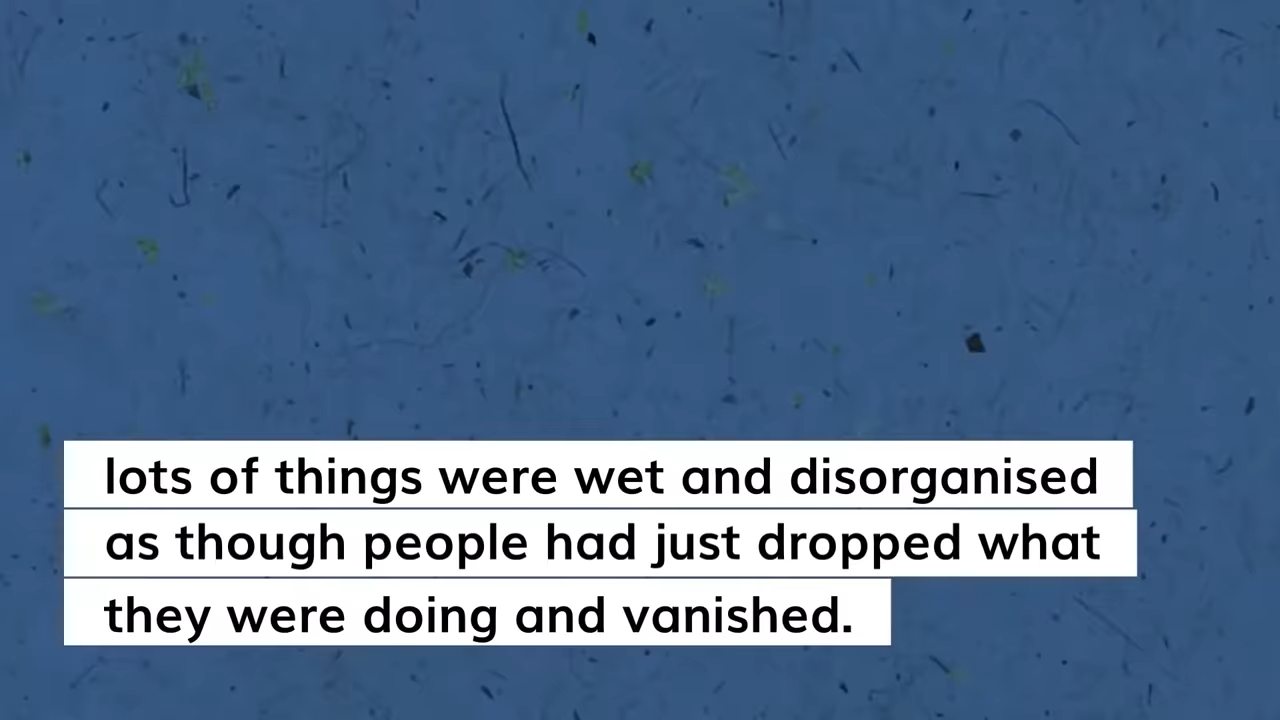 lots of things were wet and disorganised
as though people had just dropped what
they were doing and vanished.